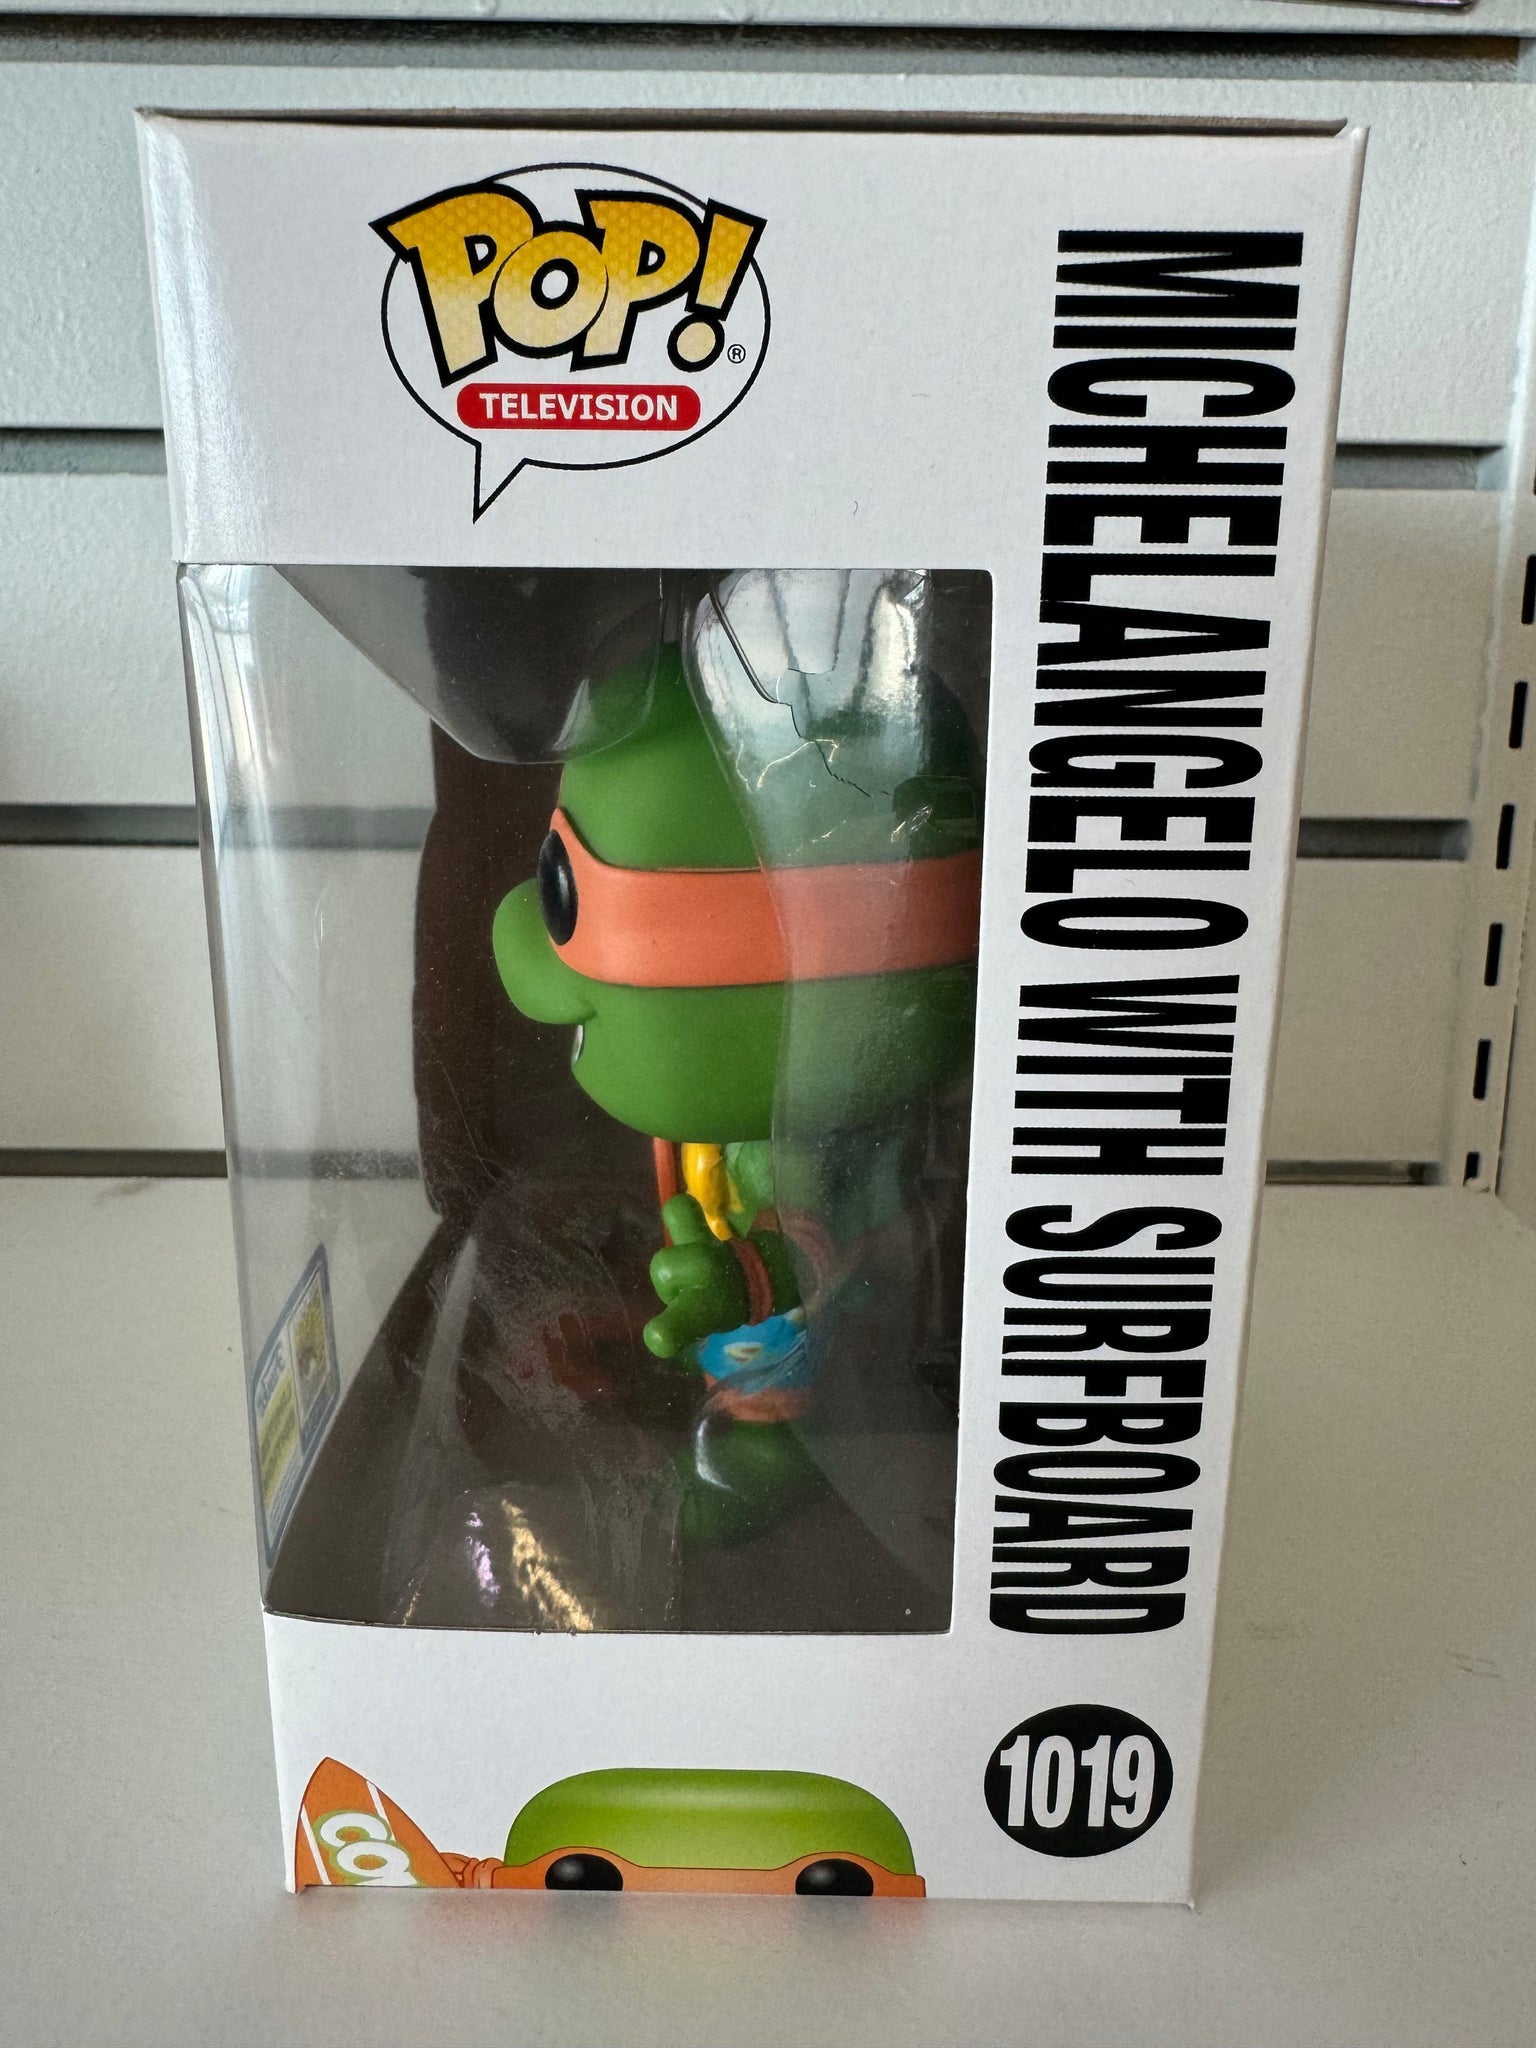 POP!®
TELEVISION
MICHELANGELO WITH SURFBOARD
1019